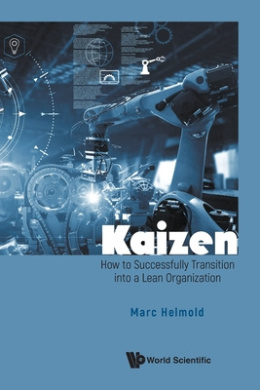 Kaizen
How to Successfully Transition
into a Lean Organization
Marc Helmold
World Scientific